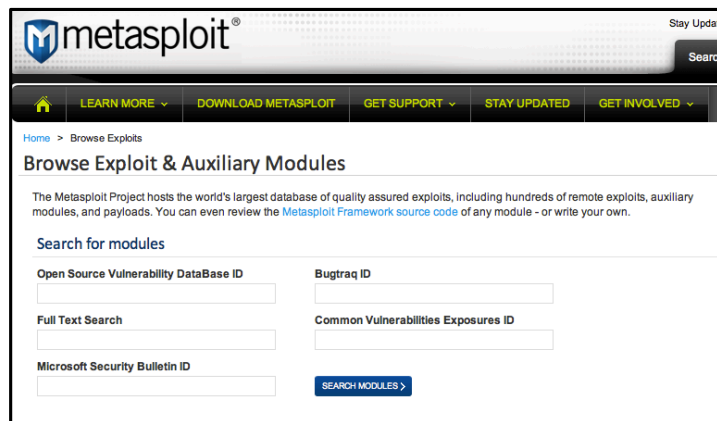 metasploit®
Stay Upda
Searc
LEARN MORE
DOWNLOAD METASPLOIT
GET SUPPORT
STAY UPDATED
GET INVOLVED
Home > Browse Exploits
Browse Exploit & Auxiliary Modules
The Metasploit Project hosts the world's largest database of quality assured exploits, including hundreds of remote exploits, auxiliary
modules, and payloads. You can even review the Metasploit Framework source code of any module - or write your own.
Search for modules
Open Source Vulnerability DataBase ID
Bugtraq ID
Full Text Search
Common Vulnerabilities Exposures ID
Microsoft Security Bulletin ID
SEARCH MODULES >